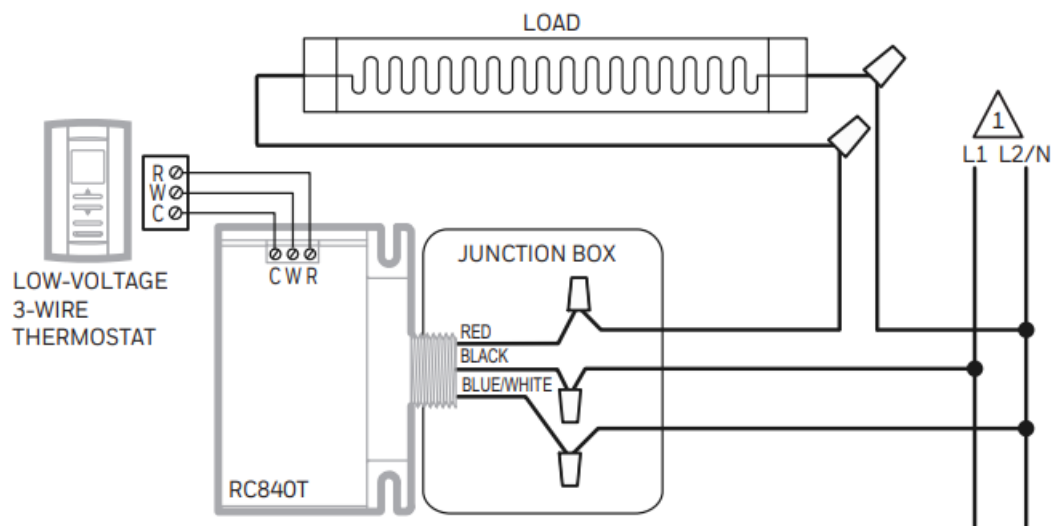 LOAD
1
L1 L2/N
R
W
C
C W R
JUNCTION BOX
LOW-VOLTAGE
3-WIRE
THERMOSTAT
RED
BLACK
BLUE/WHITE
RC840T